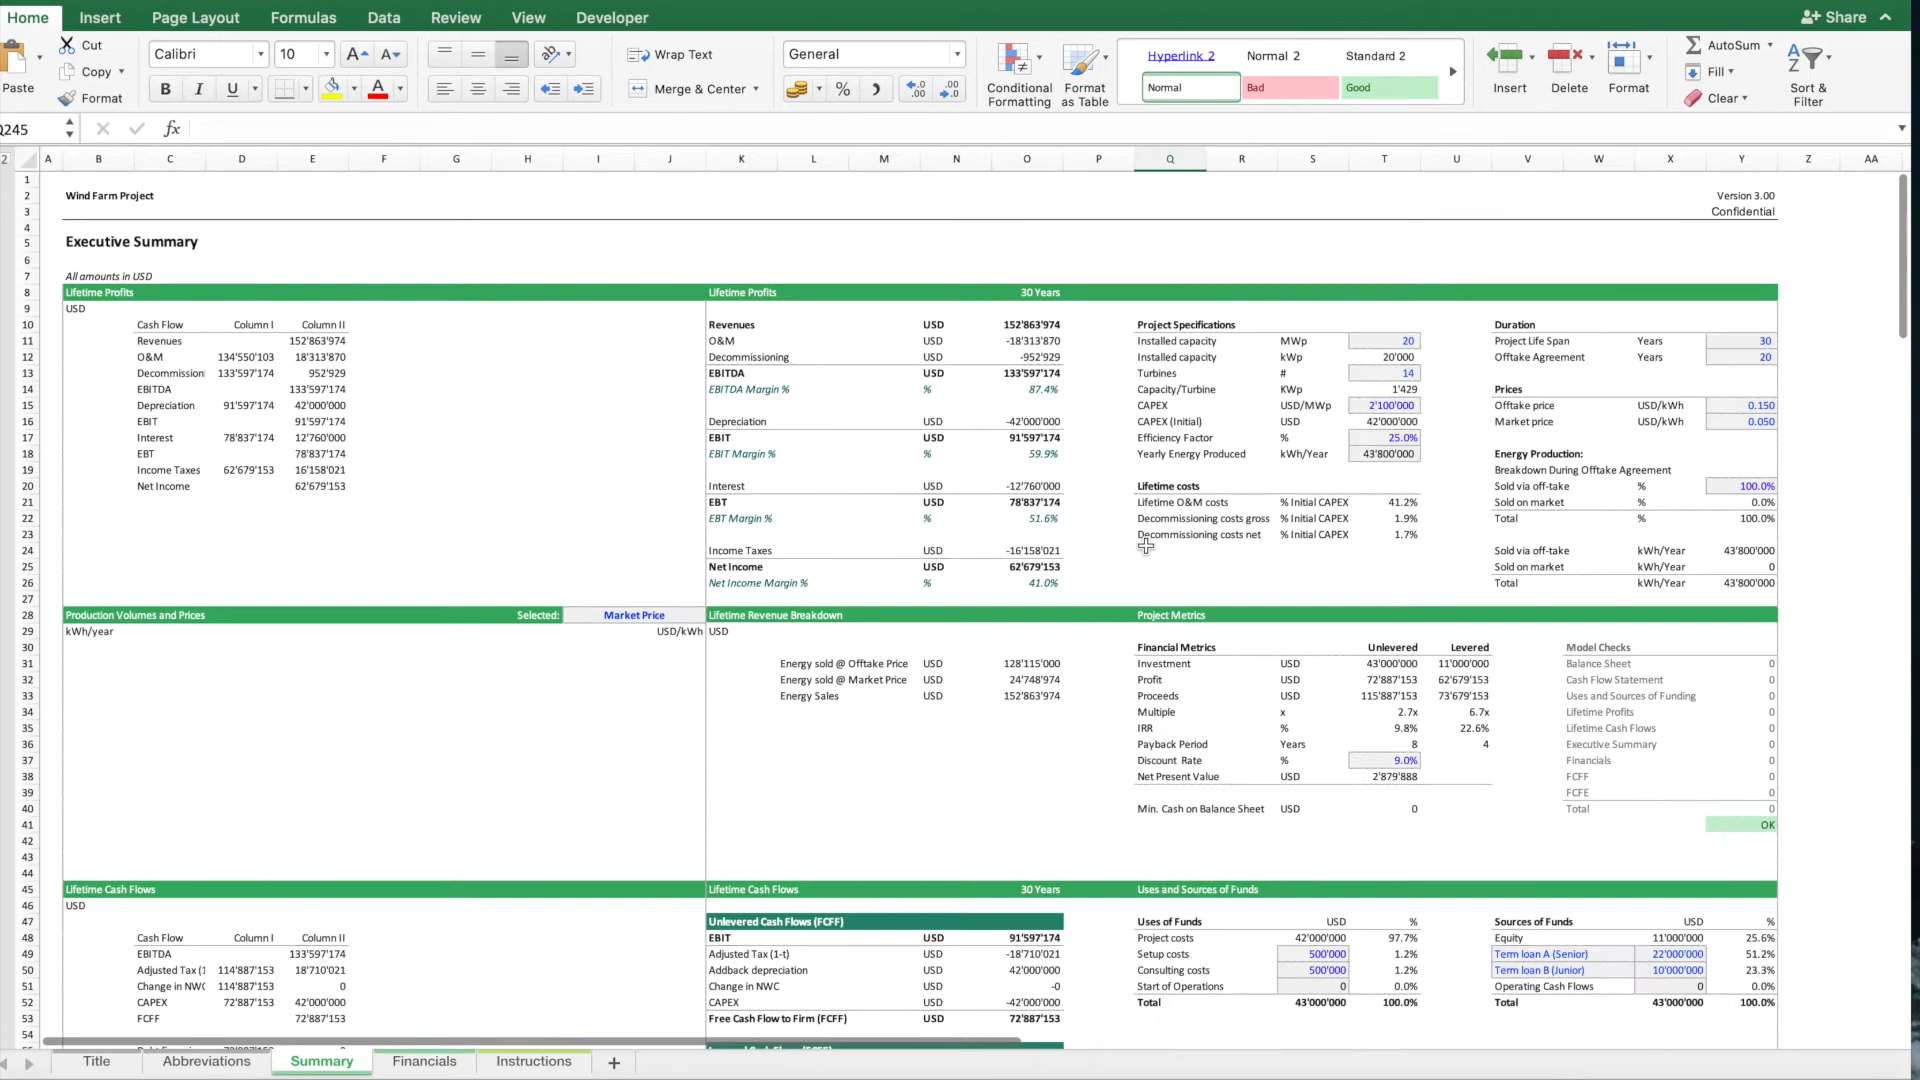 Home Insert Page Layout Formulas Data Review View Developer Share
Cut
Copy
Format
Paste
Calibri 10 A A
B I U A
Wrap Text
Merge & Center
General
%
Conditional Formatting
Format as Table
Hyperlink 2 Normal 2 Standard 2
Normal Bad Good
Insert Delete Format
AutoSum
Fill
Clear
Sort & Filter
Q245 fx
A B C D E F G H I J K L M N O P Q R S T U V W X Y Z AA
Wind Farm Project Version 3.00
Confidential
Executive Summary
All amounts in USD
Lifetime Profits Lifetime Profits 30 Years
USD
Cash Flow Column I Column II Revenues USD 152'863'974 Project Specifications Duration
Revenues 152'863'974 O&M USD -18'313'870 Installed capacity MWp 20 Project Life Span Years 30
O&M 134'550'103 18'313'870 Decommissioning USD -952'929 Installed capacity kWp 20'000 Offtake Agreement Years 20
Decommission 133'597'174 952'929 EBITDA USD 133'597'174 Turbines # 14
EBITDA 133'597'174 EBITDA Margin % % 87.4% Capacity/Turbine KWp 1'429 Prices
Depreciation 91'597'174 42'000'000 CAPEX USD/MWp 2'100'000 Offtake price USD/kWh 0.150
EBIT 91'597'174 Depreciation USD -42'000'000 CAPEX (Initial) USD 42'000'000 Market price USD/kWh 0.050
Interest 78'837'174 12'760'000 EBIT USD 91'597'174 Efficiency Factor % 25.0%
EBT 78'837'174 EBIT Margin % % 59.9% Yearly Energy Produced kWh/Year 43'800'000 Energy Production:
Income Taxes 62'679'153 16'158'021 Breakdown During Offtake Agreement
Net Income 62'679'153 Interest USD -12'760'000 Lifetime costs Sold via off-take % 100.0%
EBT USD 78'837'174 Lifetime O&M costs % Initial CAPEX 41.2% Sold on market % 0.0%
EBT Margin % % 51.6% Decommissioning costs gross % Initial CAPEX 1.9% Total % 100.0%
Decommissioning costs net % Initial CAPEX 1.7%
Income Taxes USD -16'158'021 Sold via off-take kWh/Year 43'800'000
Net Income USD 62'679'153 Sold on market kWh/Year 0
Net Income Margin % % 41.0% Total kWh/Year 43'800'000
Production Volumes and Prices Selected: Market Price Lifetime Revenue Breakdown Project Metrics
kWh/year USD/kWh USD
Financial Metrics Unlevered Levered Model Checks
Energy sold @ Offtake Price USD 128'115'000 Investment USD 43'000'000 11'000'000 Balance Sheet 0
Energy sold @ Market Price USD 24'748'974 Profit USD 72'887'153 62'679'153 Cash Flow Statement 0
Energy Sales USD 152'863'974 Proceeds USD 115'887'153 73'679'153 Uses and Sources of Funding 0
Multiple x 2.7x 6.7x Lifetime Profits 0
IRR % 9.8% 22.6% Lifetime Cash Flows 0
Payback Period Years 8 4 Executive Summary 0
Discount Rate % 9.0% Financials 0
Net Present Value USD 2'879'888 FCFF 0
FCFE 0
Min. Cash on Balance Sheet USD 0 Total 0
OK
Lifetime Cash Flows Lifetime Cash Flows 30 Years Uses and Sources of Funds
USD
Unlevered Cash Flows (FCFF) Uses of Funds USD % Sources of Funds USD %
Cash Flow Column I Column II EBIT USD 91'597'174 Project costs 42'000'000 97.7% Equity 11'000'000 25.6%
EBITDA 133'597'174 Adjusted Tax (1-t) USD -18'710'021 Setup costs 500'000 1.2% Term loan A (Senior) 22'000'000 51.2%
Adjusted Tax (1 114'887'153 18'710'021 Addback depreciation USD 42'000'000 Consulting costs 500'000 1.2% Term loan B (Junior) 10'000'000 23.3%
Change in NWC 114'887'153 0 Change in NWC USD -0 Start of Operations 0 0.0% Operating Cash Flows 0 0.0%
CAPEX 72'887'153 42'000'000 CAPEX USD -42'000'000 Total 43'000'000 100.0% Total 43'000'000 100.0%
FCFF 72'887'153 Free Cash Flow to Firm (FCFF) USD 72'887'153
Title Abbreviations Summary Financials Instructions +